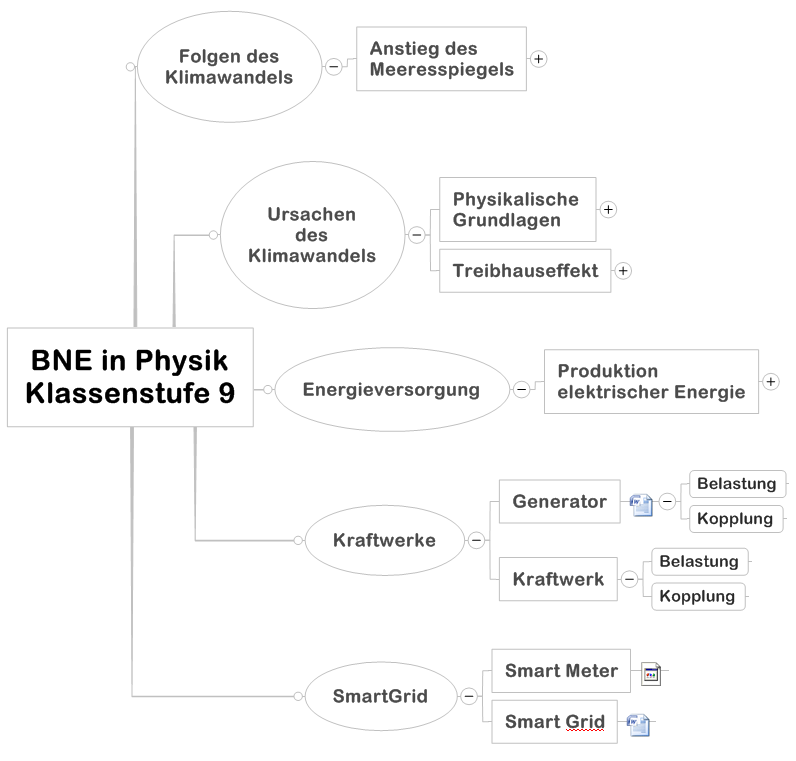 Folgen des
Klimawandels
Anstieg des
Meeresspiegels
Ursachen
des
Klimawandels
Physikalische
Grundlagen
Treibhauseffekt
BNE in Physik
Klassenstufe 9
Energieversorgung
Produktion
elektrischer Energie
Kraftwerke
Generator
Belastung
Kopplung
Kraftwerk
Belastung
Kopplung
SmartGrid
Smart Meter
Smart Grid